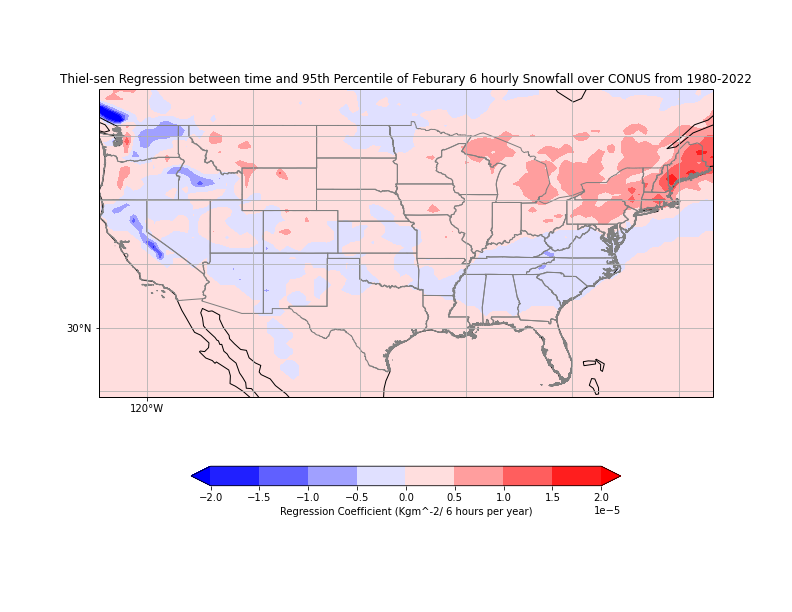 Thiel-sen Regression between time and 95th Percentile of Feburary 6 hourly Snowfall over CONUS from 1980-2022
30°N
120°W
−2.0 −1.5 −1.0 −0.5 0.0 0.5 1.0 1.5 2.0
Regression Coefficient (Kgm^-2/ 6 hours per year) 1e−5